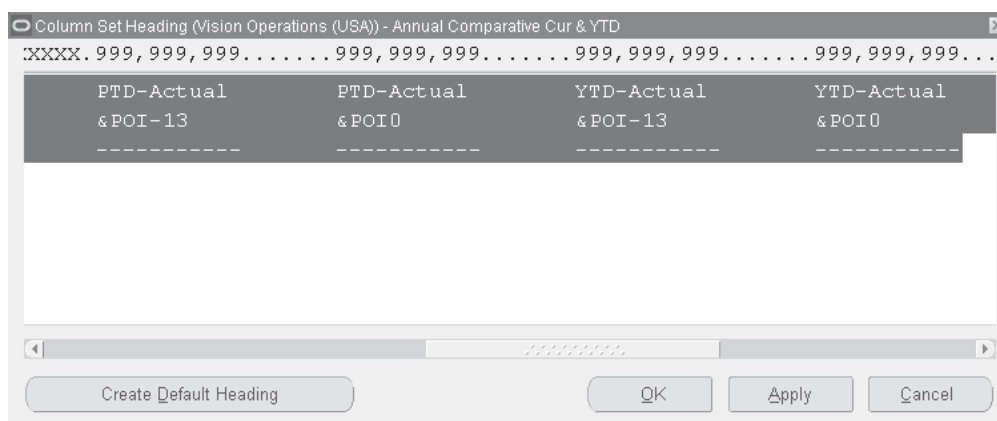 Column Set Heading (Vision Operations (USA)) - Annual Comparative Cur & YTD
XXXX.999,999,999.......999,999,999.......999,999,999.......999,999,999...
PTD-Actual PTD-Actual YTD-Actual YTD-Actual
&POI-13 &POI0 &POI-13 &POI0
----------- ----------- ----------- -----------
Create Default Heading OK Apply Cancel